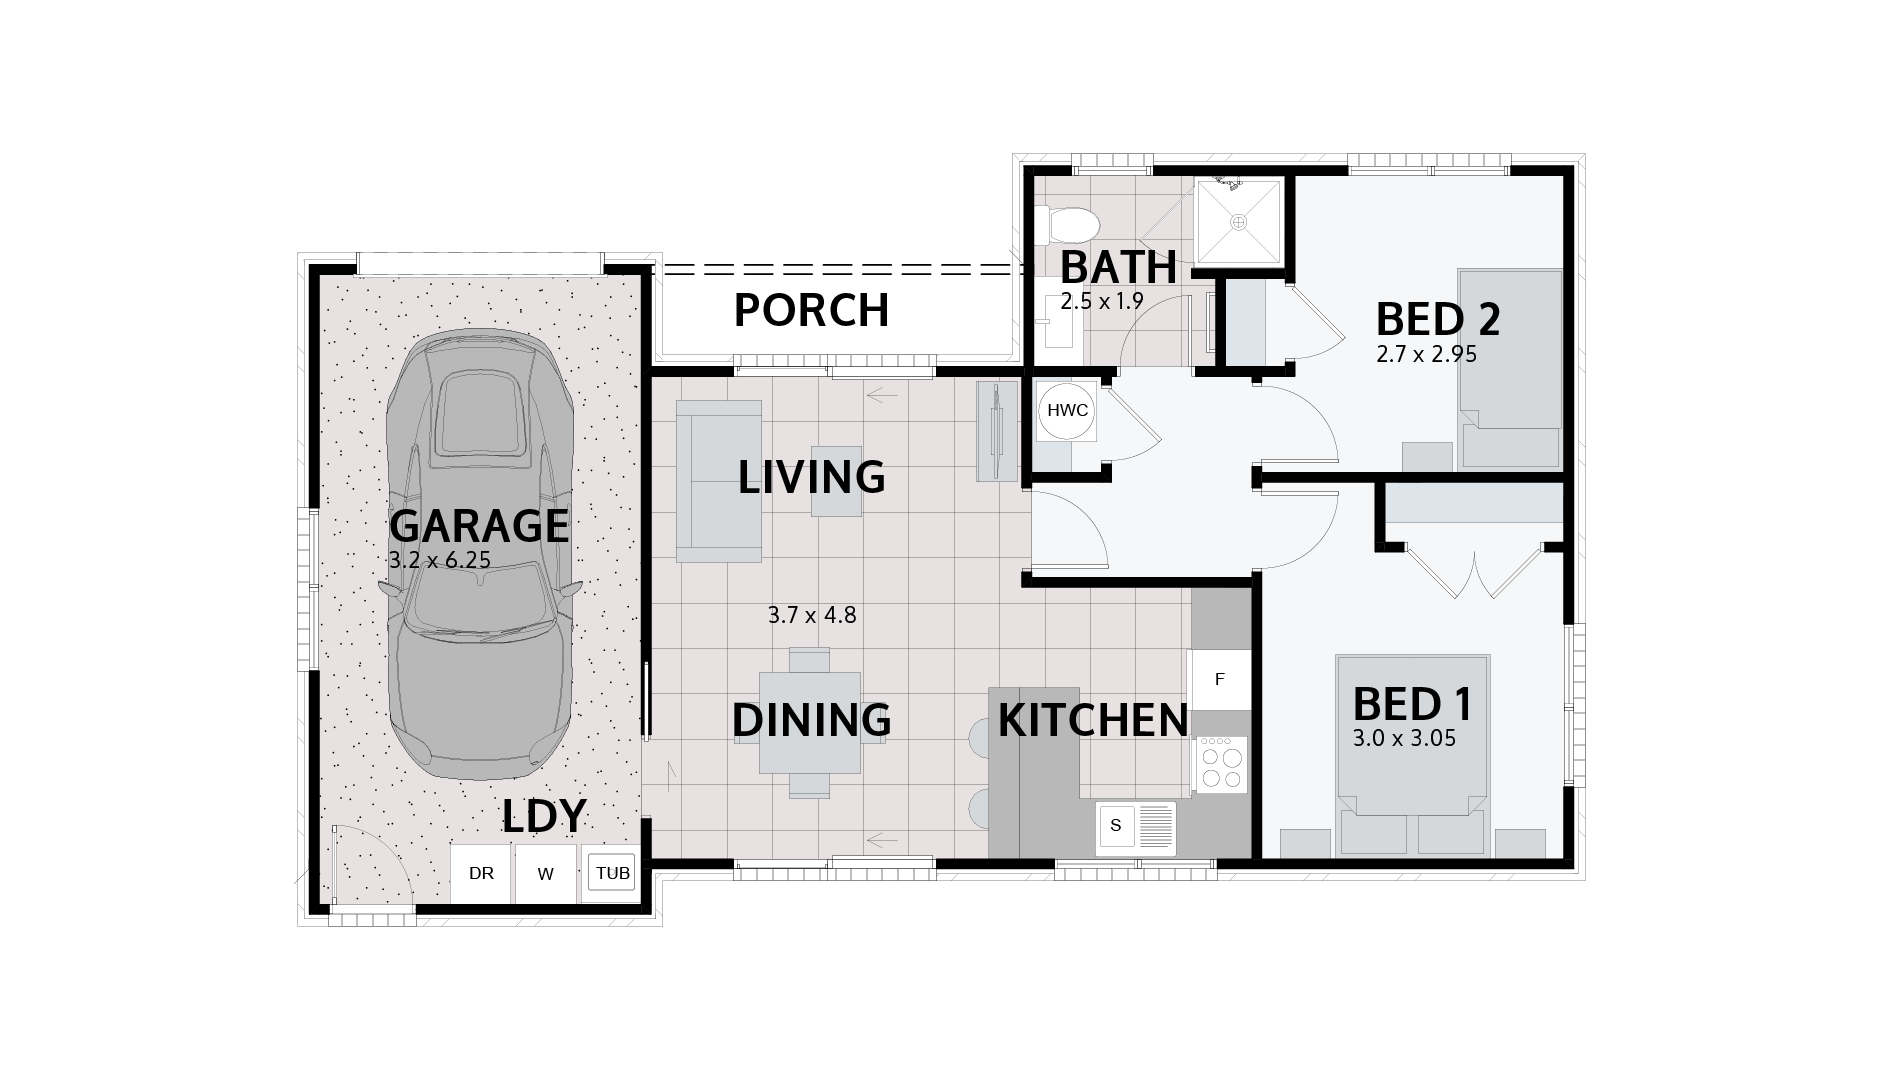 BATH
2.5 x 1.9
PORCH
BED 2
2.7 x 2.95
HWC
LIVING
GARAGE
3.2 x 6.25
3.7 x 4.8
F
DINING
KITCHEN
BED 1
3.0 x 3.05
LDY
S
DR
W
TUB